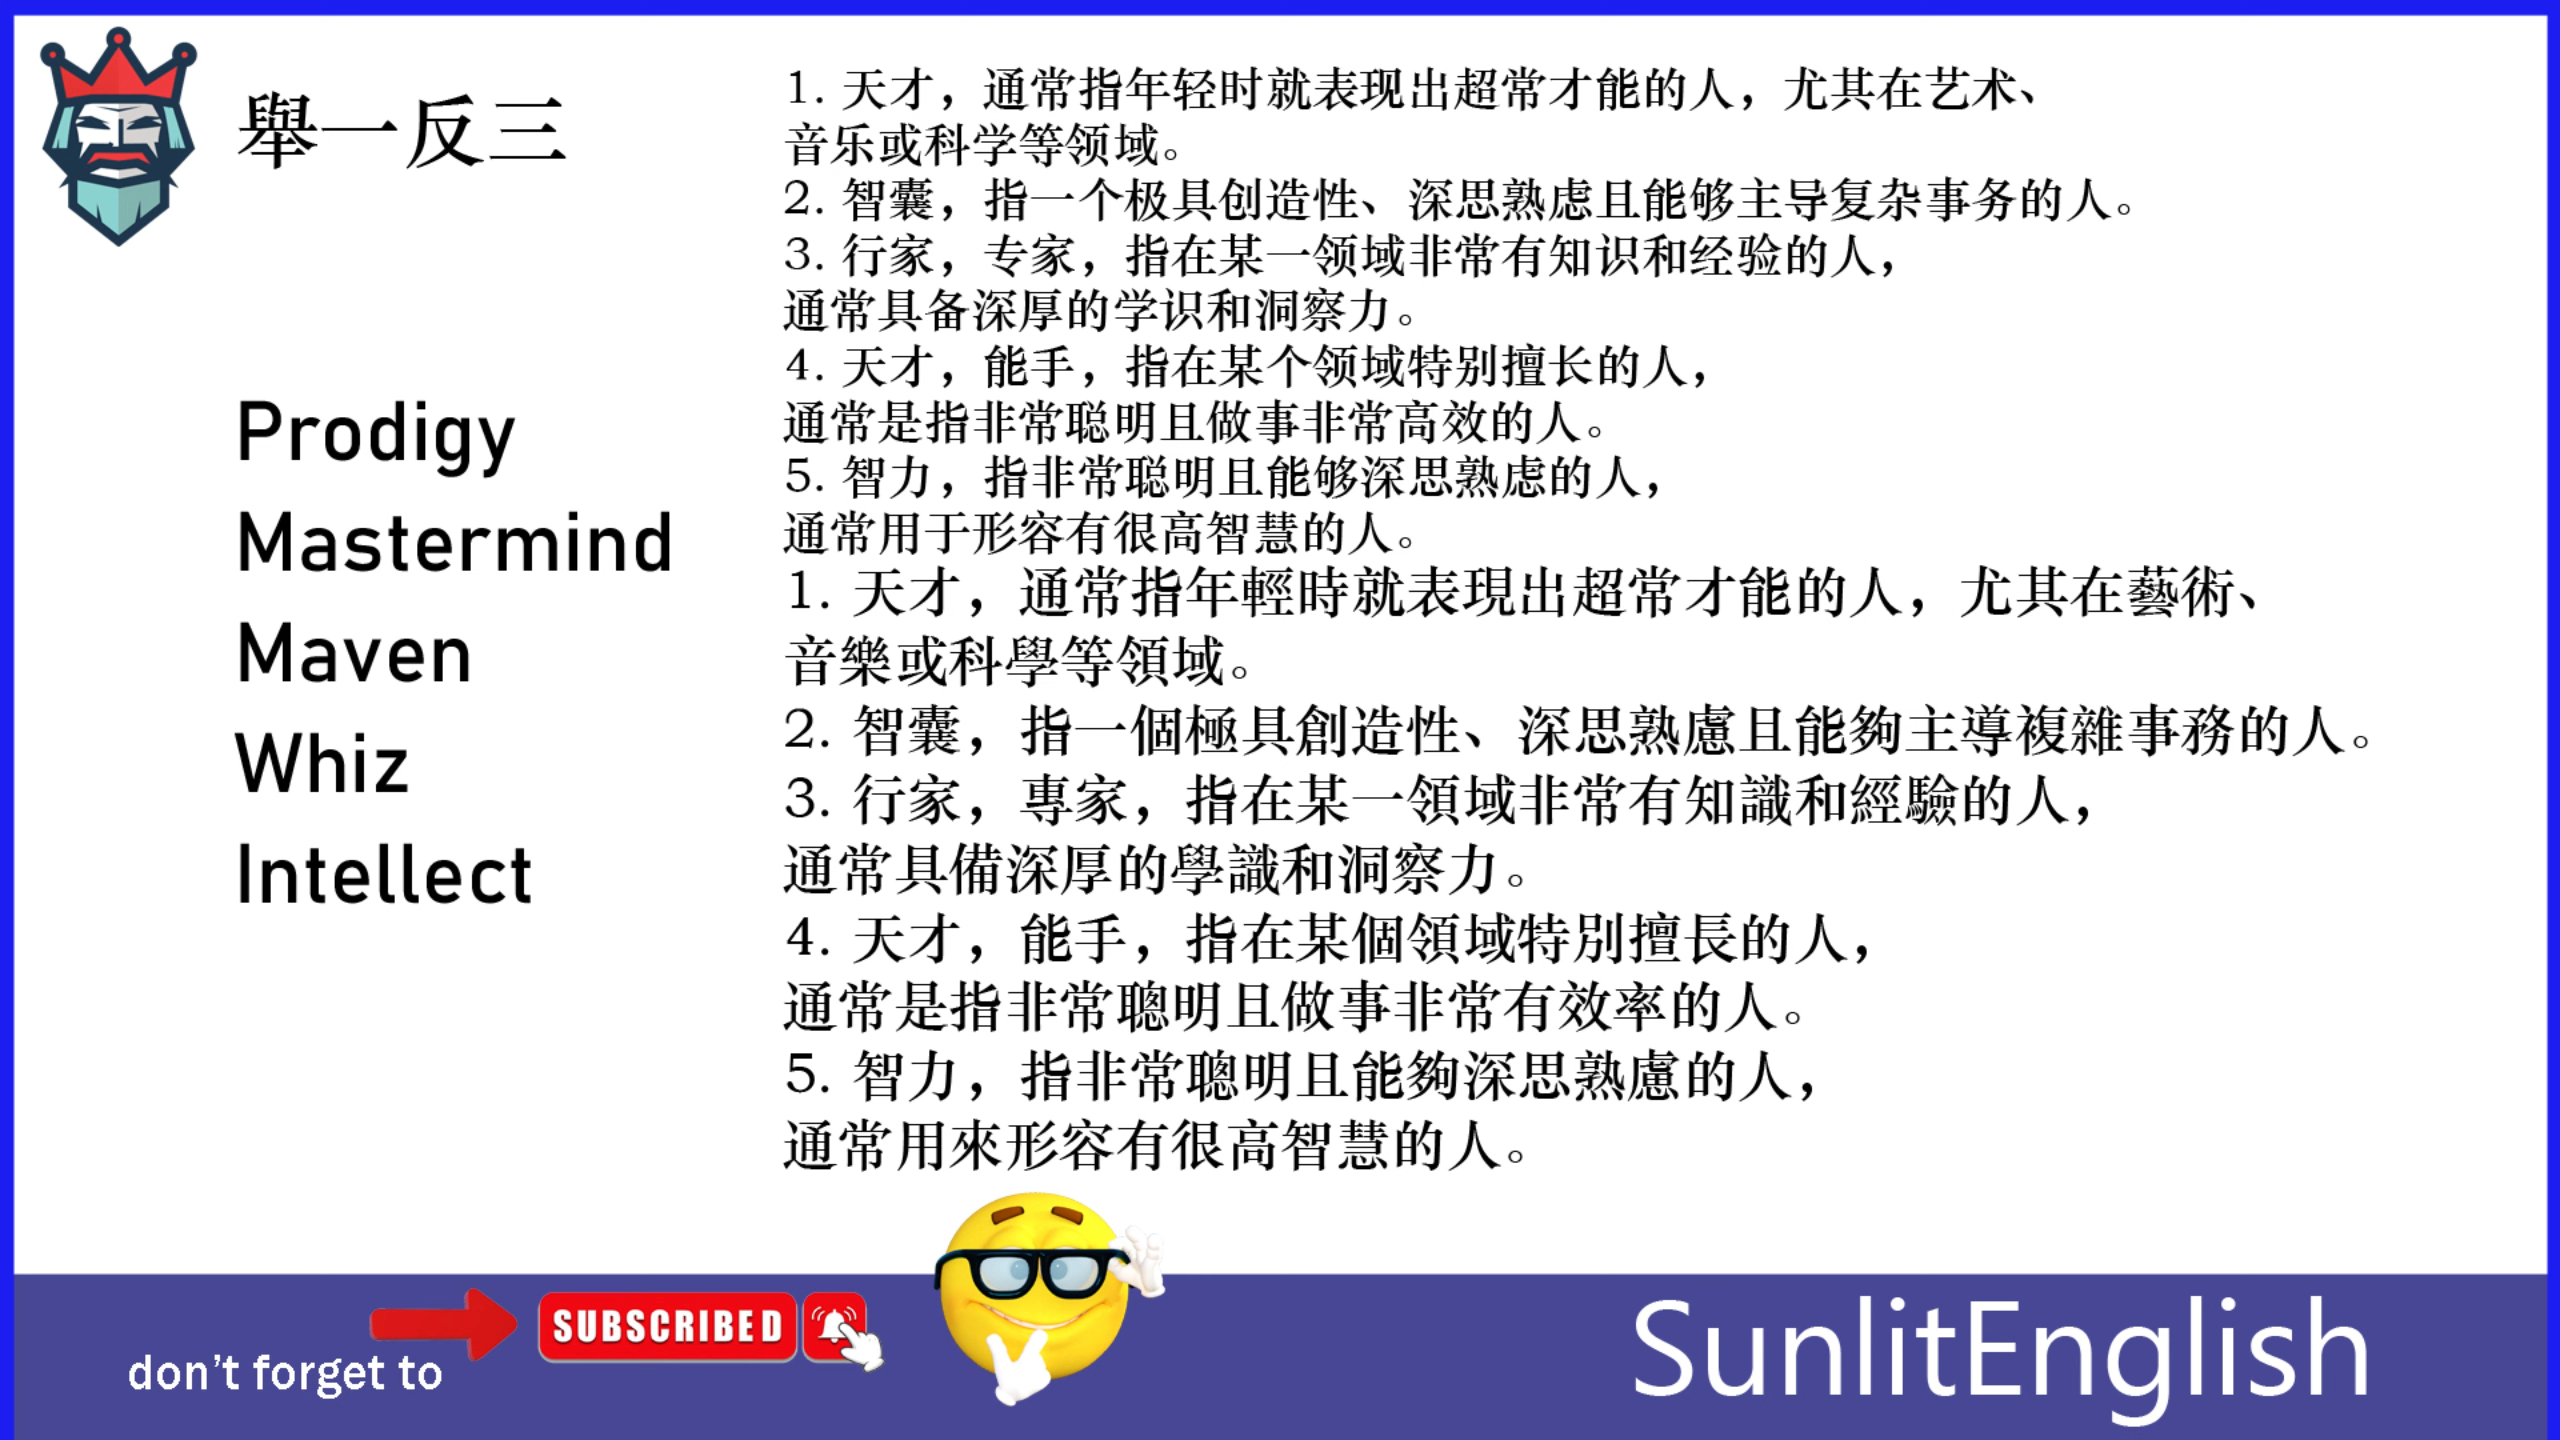 舉一反三
Prodigy
Mastermind
Maven
Whiz
Intellect
1. 天才，通常指年轻时就表现出超常才能的人，尤其在艺术、
音乐或科学等领域。
2. 智囊，指一个极具创造性、深思熟虑且能够主导复杂事务的人。
3. 行家，专家，指在某一领域非常有知识和经验的人，
通常具备深厚的学识和洞察力。
4. 天才，能手，指在某个领域特别擅长的人，
通常是指非常聪明且做事非常高效的人。
5. 智力，指非常聪明且能够深思熟虑的人，
通常用于形容有很高智慧的人。
1. 天才，通常指年輕時就表現出超常才能的人，尤其在藝術、
音樂或科學等領域。
2. 智囊，指一個極具創造性、深思熟慮且能夠主導複雜事務的人。
3. 行家，專家，指在某一領域非常有知識和經驗的人，
通常具備深厚的學識和洞察力。
4. 天才，能手，指在某個領域特別擅長的人，
通常是指非常聰明且做事非常有效率的人。
5. 智力，指非常聰明且能夠深思熟慮的人，
通常用來形容有很高智慧的人。
don't forget to
SUBSCRIBED
SunlitEnglish